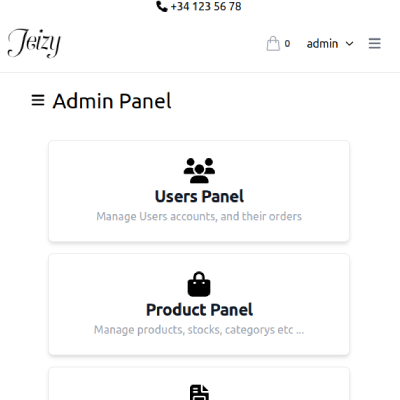 +34 123 56 78
Jeizy
0
admin
Admin Panel
Users Panel
Manage Users accounts, and their orders
Product Panel
Manage products, stocks, categorys etc ...